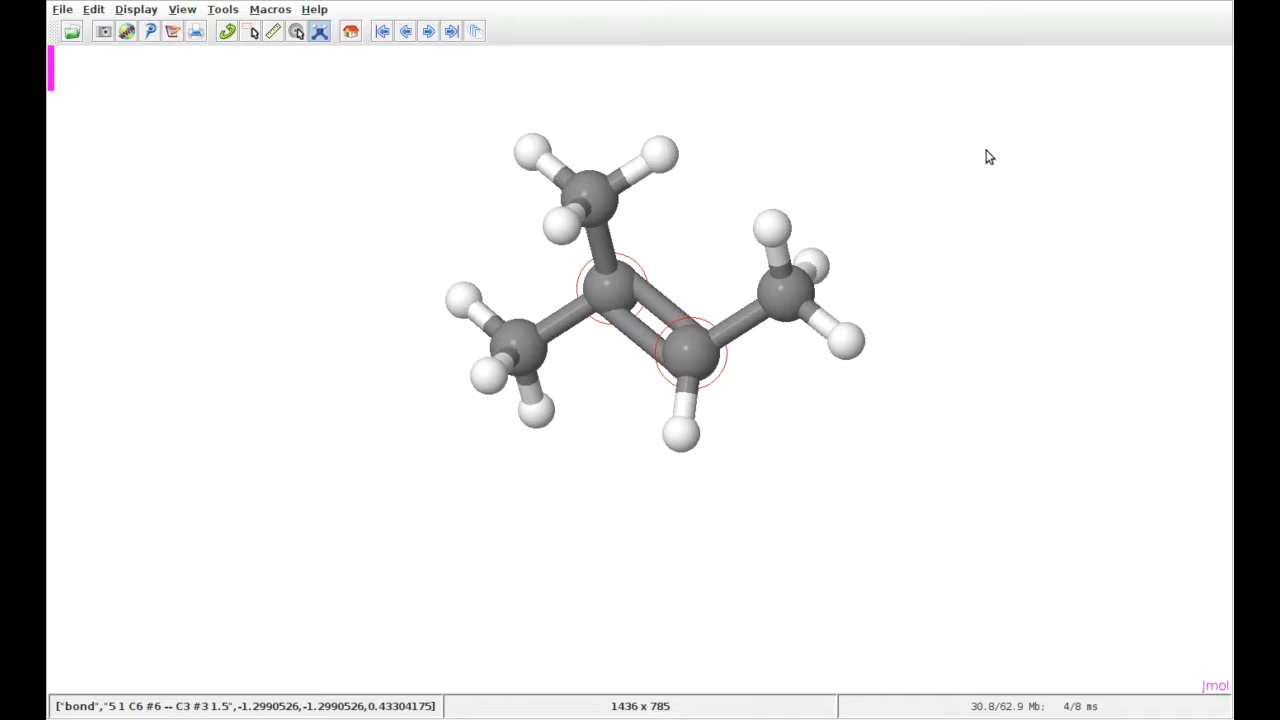 File Edit Display View Tools Macros Help
Jmol
["bond","5 1 C6 #6 -- C3 #3 1.5",-1.2990526,-1.2990526,0.43304175] 1436 x 785 30.8/62.9 Mb; 4/8 ms